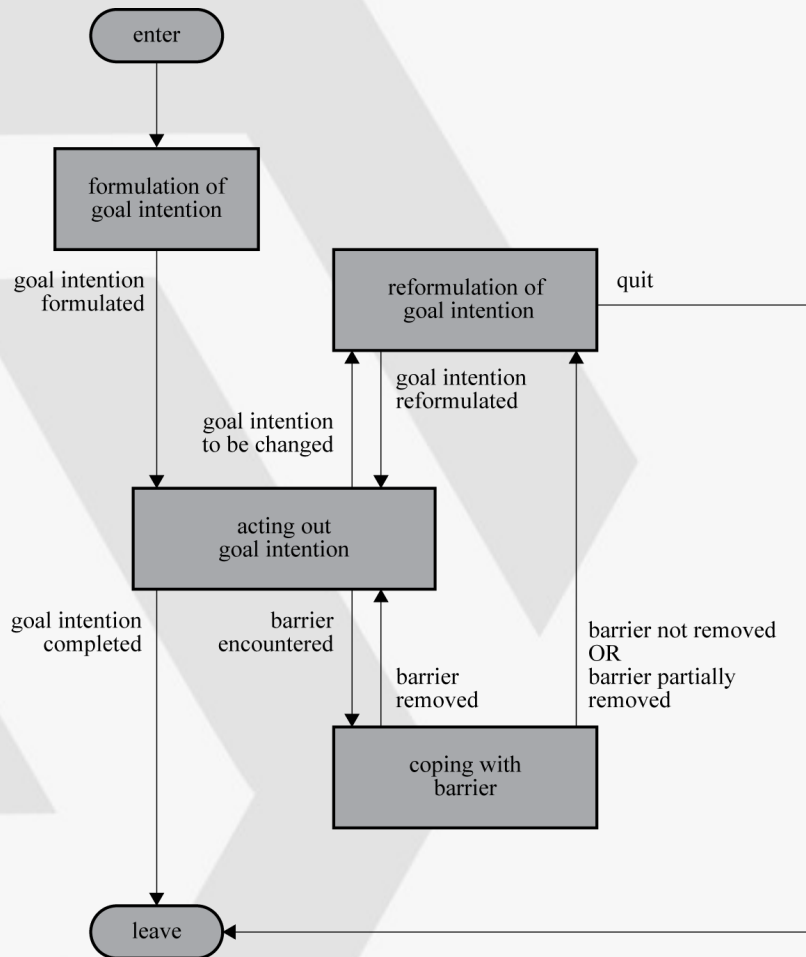 enter
formulation of
goal intention
goal intention
formulated
reformulation of
goal intention
quit
goal intention
reformulated
goal intention
to be changed
acting out
goal intention
goal intention
completed
barrier
encountered
barrier
removed
barrier not removed
OR
barrier partially
removed
coping with
barrier
leave